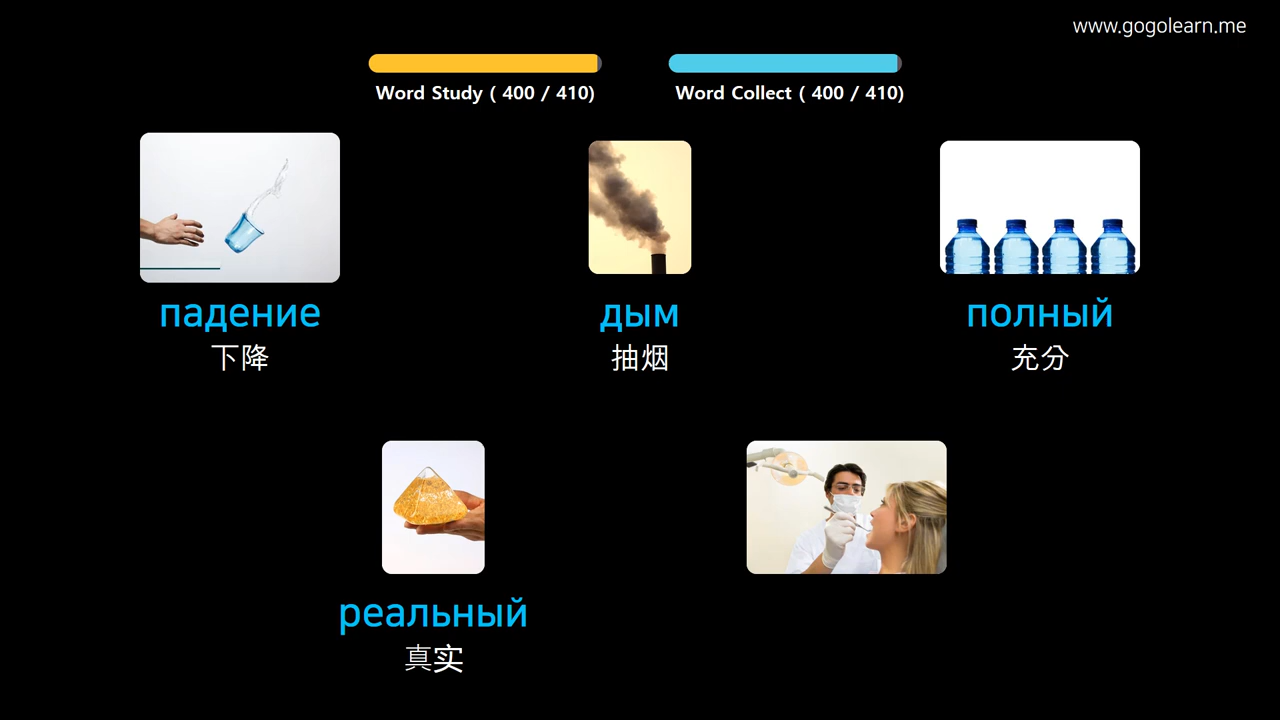 www.gogolearn.me
Word Study ( 400 / 410)
Word Collect ( 400 / 410)
падение
下降
дым
抽烟
полный
充分
реальный
真实